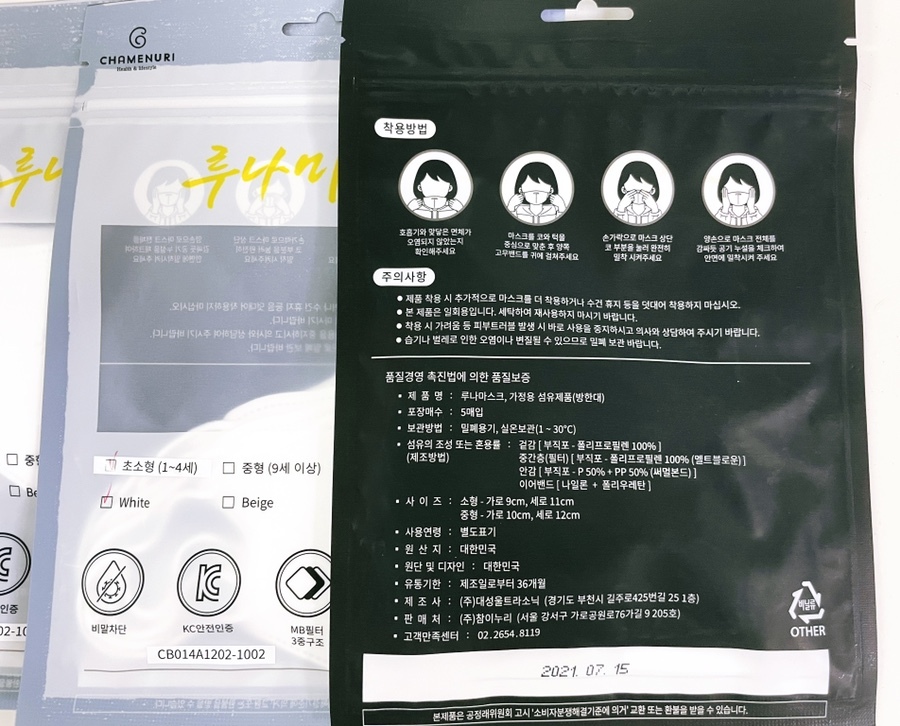 CHAMENURI
Health & lifestyle
루나
루나마
중형
Be
초소형 (1~4세)
중형 (9세 이상)
White
Beige
인증
비말차단
KC안전인증
MB필터
3중구조
02-10
CB014A1202-1002
착용방법
호흡기와 맞닿은 면체가
오염되지 않았는지
확인해주세요
마스크를 코와 턱을
중심으로 맞춘 후 양쪽
고무밴드를 귀에 걸쳐주세요
손가락으로 마스크 상단
코 부분을 눌러 완전히
밀착 시켜주세요
양손으로 마스크 전체를
감싸듯 공기 누설을 체크하여
안면에 밀착시켜 주세요
주의사항
● 제품 착용 시 추가적으로 마스크를 더 착용하거나 수건 휴지 등을 덧대어 착용하지 마십시오.
● 본 제품은 일회용입니다. 세탁하여 재사용하지 마시기 바랍니다.
● 착용 시 가려움 등 피부트러블 발생 시 바로 사용을 중지하시고 의사와 상담하여 주시기 바랍니다.
● 습기나 벌레로 인한 오염이나 변질될 수 있으므로 밀폐 보관 바랍니다.
품질경영 촉진법에 의한 품질보증
• 제 품 명 : 루나마스크, 가정용 섬유제품(방한대)
• 포장매수 : 5매입
• 보관방법 : 밀폐용기, 실온보관(1 ~ 30°C)
• 섬유의 조성 또는 혼용률 : 겉감 [ 부직포 - 폴리프로필렌 100% ]
(제조방법) 중간층(필터) [ 부직포 - 폴리프로필렌 100% (멜트블로운) ]
안감 [ 부직포 - P 50% + PP 50% (써멀본드) ]
이어밴드 [ 나일론 + 폴리우레탄 ]
• 사 이 즈 : 소형 - 가로 9cm, 세로 11cm
중형 - 가로 10cm, 세로 12cm
• 사용연령 : 별도표기
• 원 산 지 : 대한민국
• 원단 및 디자인 : 대한민국
• 유통기한 : 제조일로부터 36개월
• 제 조 사 : (주)대성울트라소닉 (경기도 부천시 길주로425번길 25 1층)
• 판 매 처 : (주)참이누리 (서울 강서구 가로공원로76가길 9 205호)
• 고객만족센터 : 02.2654.8119
비닐류
OTHER
2021. 07. 15
본제품은 공정래위원회 고시 '소비자분쟁해결기준에 의거' 교환 또는 환불을 받을 수 있습니다.